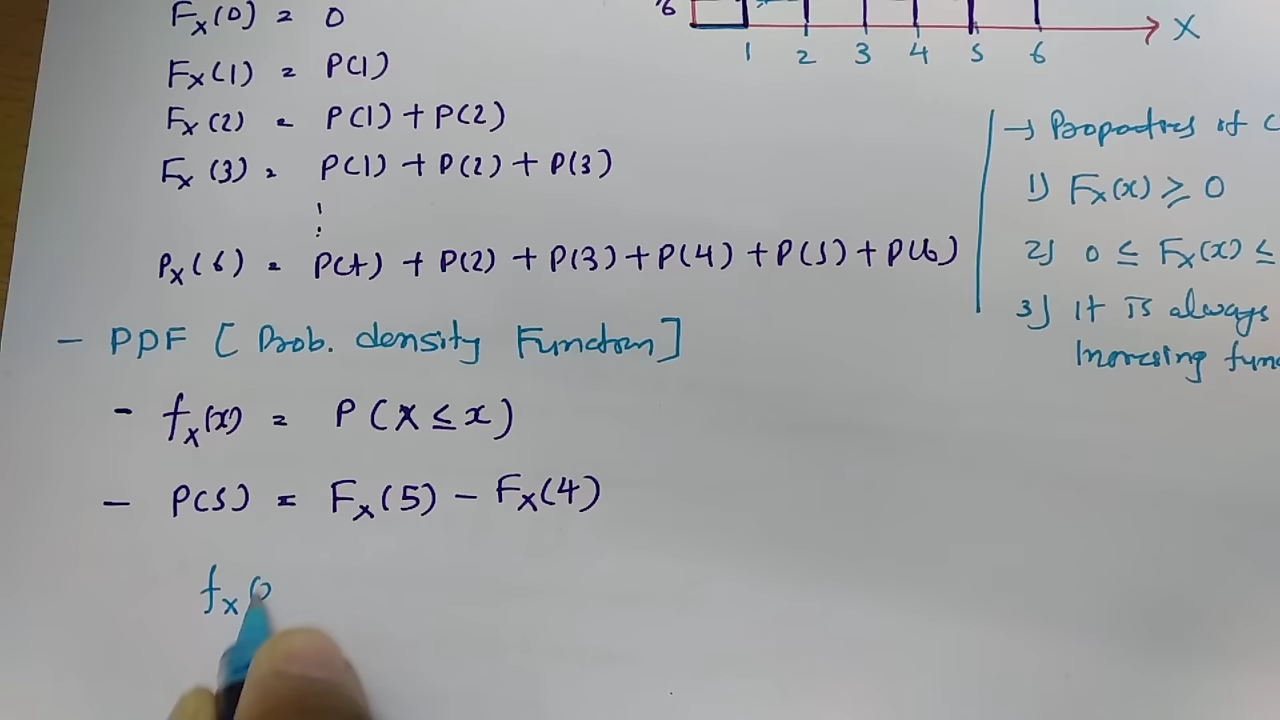 Fx(0) = 0
Fx(1) = P(1)
Fx(2) = P(1) + P(2)
Fx(3) = P(1) + P(2) + P(3)
Px(6) = P(1) + P(2) + P(3) + P(4) + P(5) + P(6)
- PDF [Prob. density Function]
- fx(x) = P(X ≤ x)
- P(5) = Fx(5) - Fx(4)
fx(
6
1 2 3 4 5 6
X
→ Properties of C
1) Fx(x) ≥ 0
2) 0 ≤ Fx(x) ≤
3) It is always
Increasing func